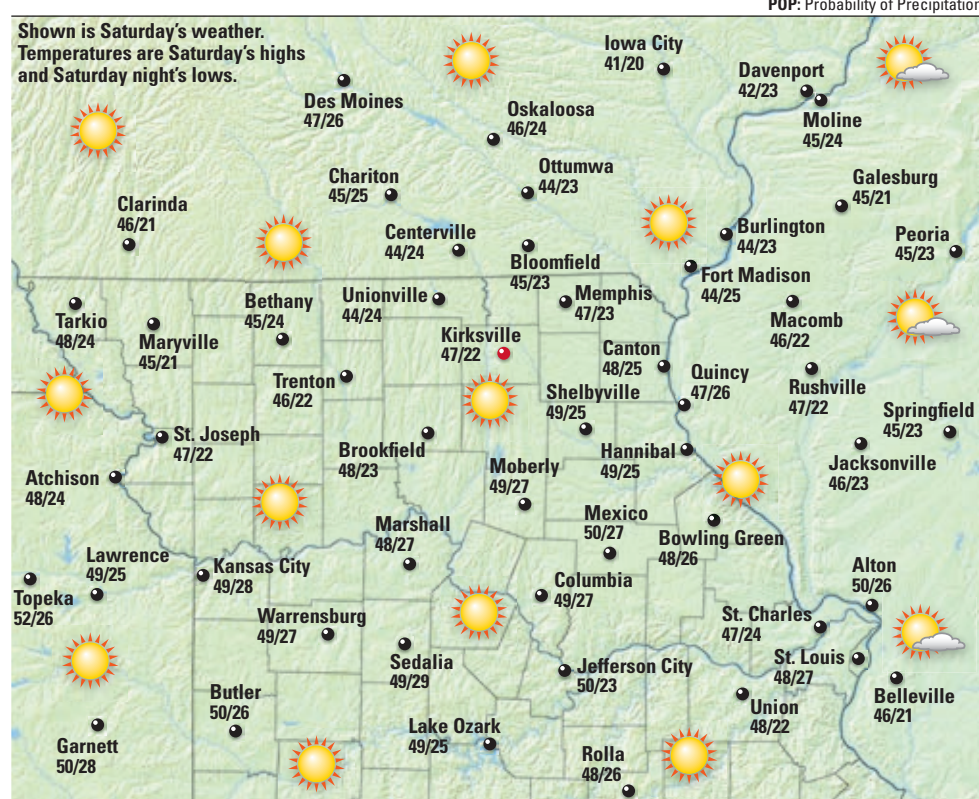 POP: Probability of Precipitation
Shown is Saturday's weather.
Temperatures are Saturday's highs
and Saturday night's lows.
Iowa City
41/20
Davenport
42/23
Des Moines
47/26
Moline
45/24
Oskaloosa
46/24
Ottumwa
44/23
Chariton
45/25
Galesburg
45/21
Clarinda
46/21
Centerville
44/24
Burlington
44/23
Peoria
45/23
Bloomfield
45/23
Fort Madison
44/25
Unionville
44/24
Memphis
47/23
Bethany
45/24
Tarkio
48/24
Maryville
45/21
Macomb
46/22
Kirksville
47/22
Canton
48/25
Quincy
47/26
Trenton
46/22
Shelbyville
49/25
Rushville
47/22
Springfield
45/23
St. Joseph
47/22
Brookfield
48/23
Hannibal
49/25
Jacksonville
46/23
Atchison
48/24
Moberly
49/27
Mexico
50/27
Marshall
48/27
Bowling Green
48/26
Lawrence
49/25
Kansas City
49/28
Alton
50/26
Topeka
52/26
Columbia
49/27
Warrensburg
49/27
St. Charles
47/24
Sedalia
49/29
Jefferson City
50/23
St. Louis
48/27
Belleville
46/21
Butler
50/26
Union
48/22
Garnett
50/28
Lake Ozark
49/25
Rolla
48/26